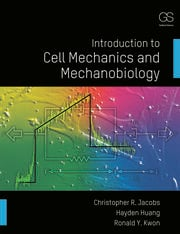 GS
Introduction to
Cell Mechanics and
Mechanobiology
Christopher R. Jacobs
Hayden Huang
Ronald Y. Kwon